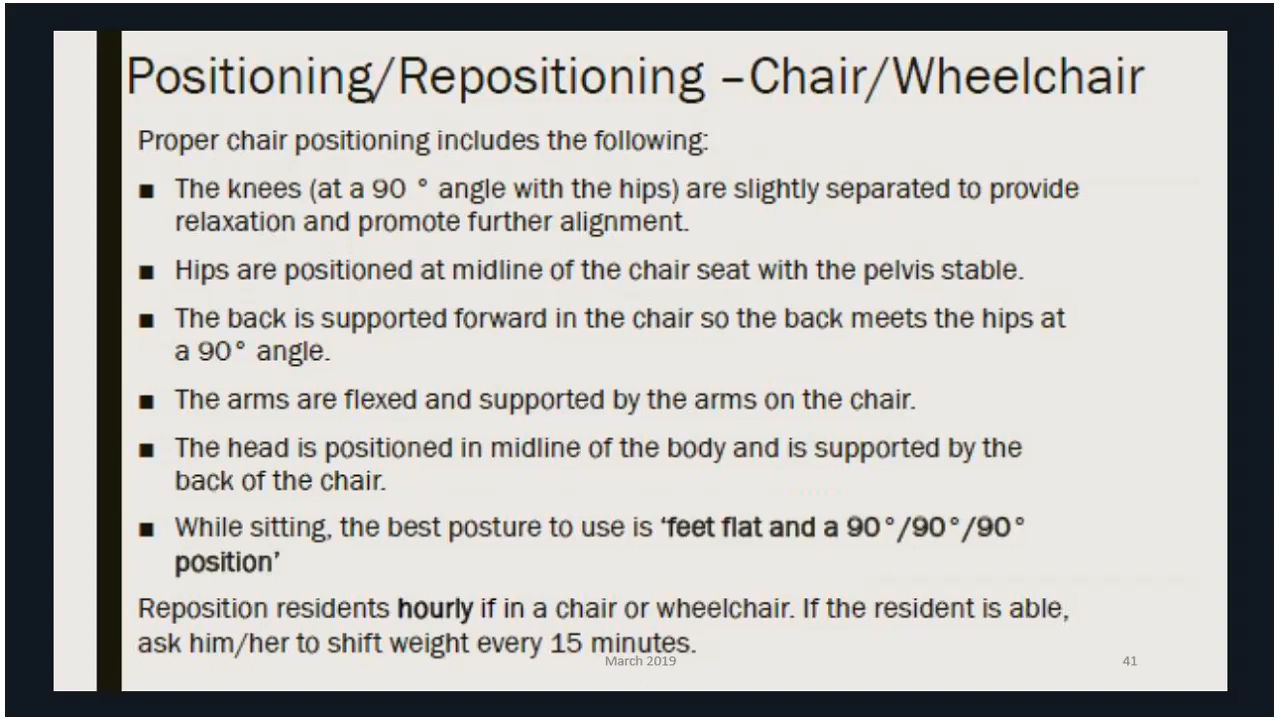 Positioning/Repositioning –Chair/Wheelchair
Proper chair positioning includes the following:
■ The knees (at a 90 ° angle with the hips) are slightly separated to provide
relaxation and promote further alignment.
■ Hips are positioned at midline of the chair seat with the pelvis stable.
■ The back is supported forward in the chair so the back meets the hips at
a 90° angle.
■ The arms are flexed and supported by the arms on the chair.
■ The head is positioned in midline of the body and is supported by the
back of the chair.
■ While sitting, the best posture to use is ‘feet flat and a 90°/90°/90°
position’
Reposition residents hourly if in a chair or wheelchair. If the resident is able,
ask him/her to shift weight every 15 minutes.
March 2019
41